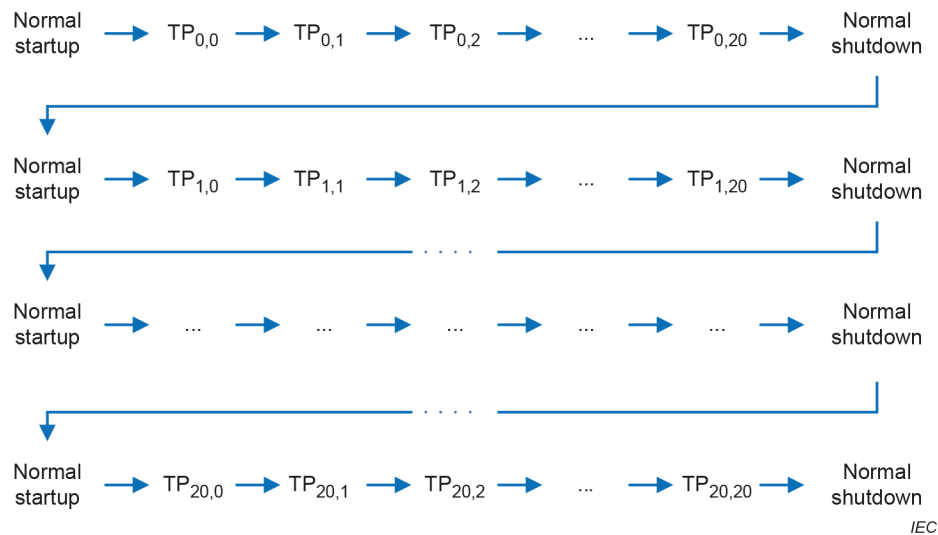 Normal startup TP0,0 TP0,1 TP0,2 ... TP0,20 Normal shutdown
Normal startup TP1,0 TP1,1 TP1,2 ... TP1,20 Normal shutdown
. . . .
Normal startup ... ... ... ... ... Normal shutdown
. . . .
Normal startup TP20,0 TP20,1 TP20,2 ... TP20,20 Normal shutdown
IEC